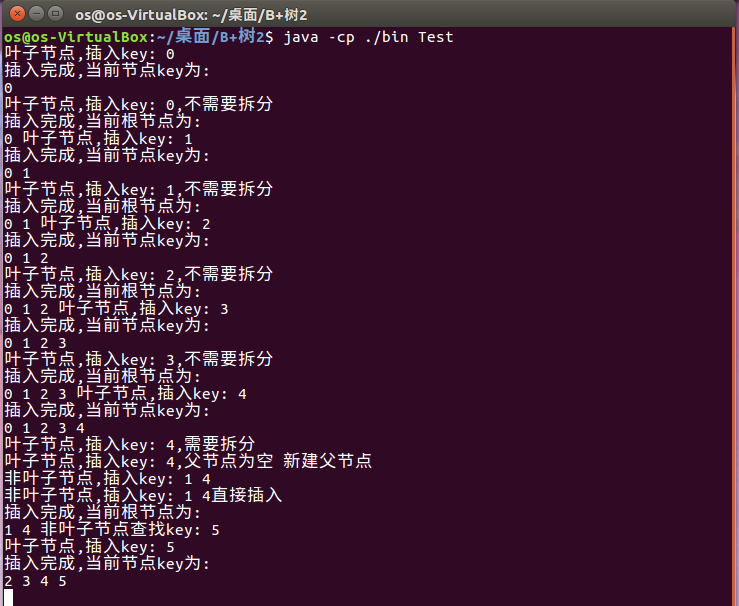 os@os-VirtualBox: ~/桌面/B+树2
os@os-VirtualBox:~/桌面/B+树2$ java -cp ./bin Test
叶子节点,插入key: 0
插入完成,当前节点key为:
0
叶子节点,插入key: 0,不需要拆分
插入完成,当前根节点为:
0 叶子节点,插入key: 1
插入完成,当前节点key为:
0 1
叶子节点,插入key: 1,不需要拆分
插入完成,当前根节点为:
0 1 叶子节点,插入key: 2
插入完成,当前节点key为:
0 1 2
叶子节点,插入key: 2,不需要拆分
插入完成,当前根节点为:
0 1 2 叶子节点,插入key: 3
插入完成,当前节点key为:
0 1 2 3
叶子节点,插入key: 3,不需要拆分
插入完成,当前根节点为:
0 1 2 3 叶子节点,插入key: 4
插入完成,当前节点key为:
0 1 2 3 4
叶子节点,插入key: 4,需要拆分
叶子节点,插入key: 4,父节点为空 新建父节点
非叶子节点,插入key: 1 4
非叶子节点,插入key: 1 4直接插入
插入完成,当前根节点为:
1 4 非叶子节点查找key: 5
叶子节点,插入key: 5
插入完成,当前节点key为:
2 3 4 5